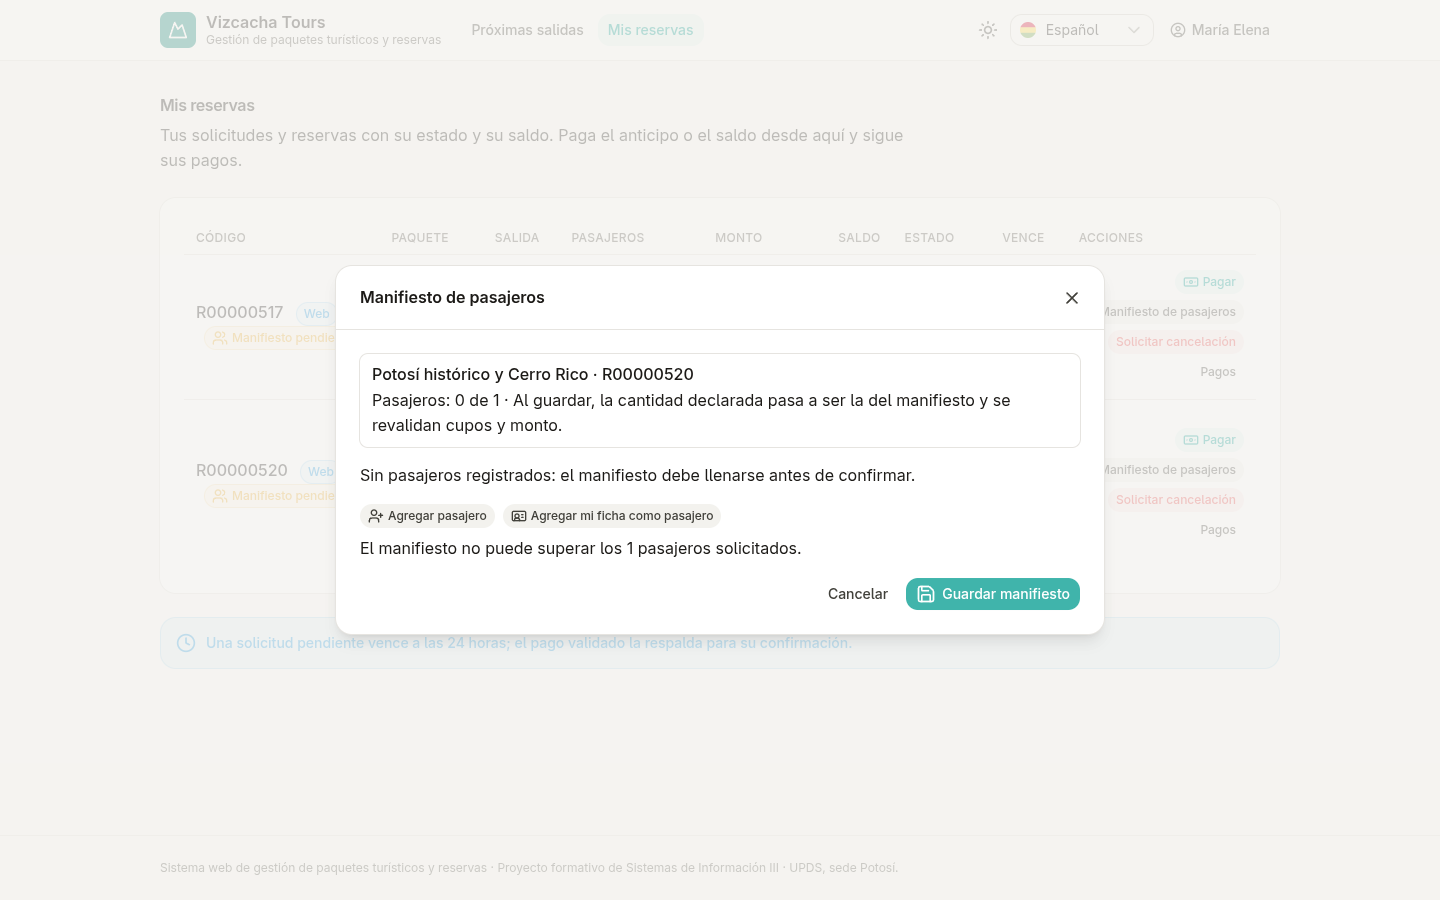 Vizcacha Tours
Gestión de paquetes turísticos y reservas
Próximas salidas
Mis reservas
Español
María Elena
Mis reservas
Tus solicitudes y reservas con su estado y su saldo. Paga el anticipo o el saldo desde aquí y sigue
sus pagos.
CÓDIGO PAQUETE SALIDA PASAJEROS MONTO SALDO ESTADO VENCE ACCIONES
R00000517 Web
Manifiesto pendie
Pagar
Manifiesto de pasajeros
Solicitar cancelación
Pagos
R00000520 Web
Manifiesto pendie
Pagar
Manifiesto de pasajeros
Solicitar cancelación
Pagos
Manifiesto de pasajeros
Potosí histórico y Cerro Rico · R00000520
Pasajeros: 0 de 1 · Al guardar, la cantidad declarada pasa a ser la del manifiesto y se
revalidan cupos y monto.
Sin pasajeros registrados: el manifiesto debe llenarse antes de confirmar.
Agregar pasajero
Agregar mi ficha como pasajero
El manifiesto no puede superar los 1 pasajeros solicitados.
Cancelar
Guardar manifiesto
Una solicitud pendiente vence a las 24 horas; el pago validado la respalda para su confirmación.
Sistema web de gestión de paquetes turísticos y reservas · Proyecto formativo de Sistemas de Información III · UPDS, sede Potosí.